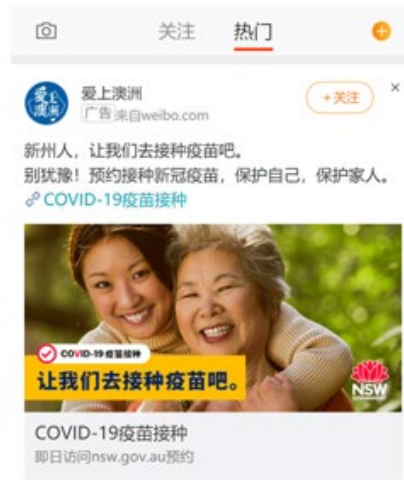 关注 热门
爱上澳洲
爱上澳洲
广告 来自weibo.com
+关注
新州人，让我们去接种疫苗吧。
别犹豫！预约接种新冠疫苗，保护自己，保护家人。
COVID-19疫苗接种
COVID-19疫苗接种
让我们去接种疫苗吧。
NSW
COVID-19疫苗接种
即日访问nsw.gov.au预约